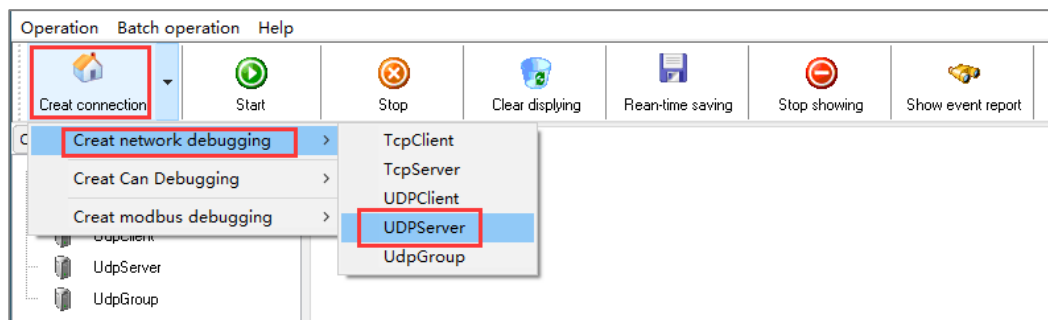 Operation Batch operation Help
Creat connection Start Stop Clear displying Rean-time saving Stop showing Show event report
Creat network debugging
Creat Can Debugging
Creat modbus debugging
TcpClient
TcpServer
UDPClient
UDPServer
UdpGroup
UdpServer
UdpGroup